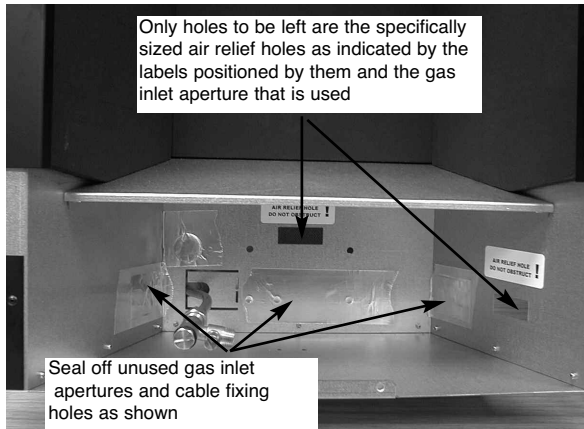 Only holes to be left are the specifically
sized air relief holes as indicated by the
labels positioned by them and the gas
inlet aperture that is used
AIR RELIEF HOLE
DO NOT OBSTRUCT !
AIR RELIEF HOLE
DO NOT OBSTRUCT !
Seal off unused gas inlet
apertures and cable fixing
holes as shown